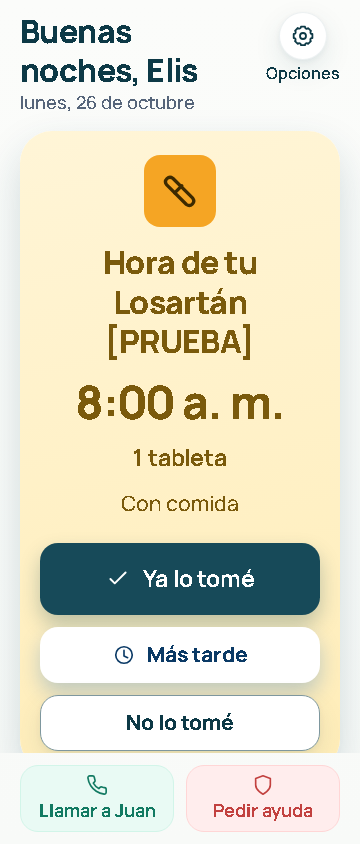 Buenas
noches, Elis
Opciones
lunes, 26 de octubre
Hora de tu
Losartán
[PRUEBA]
8:00 a. m.
1 tableta
Con comida
Ya lo tomé
Más tarde
No lo tomé
Llamar a Juan
Pedir ayuda